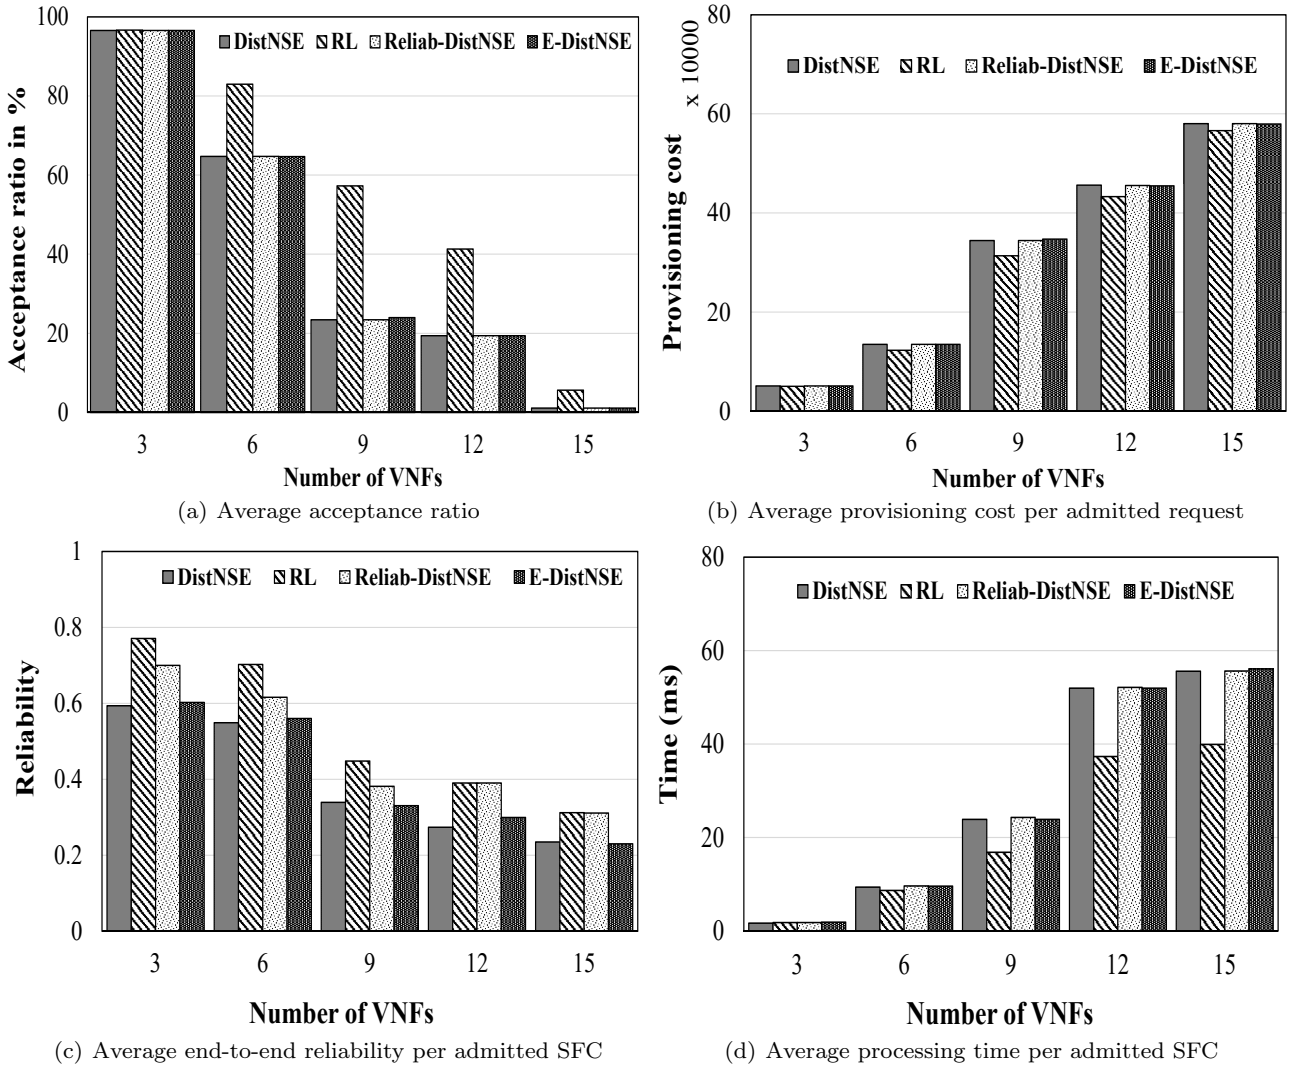 Acceptance ratio in %
100
80
60
40
20
0
DistNSE RL Reliab-DistNSE E-DistNSE
3 6 9 12 15
Number of VNFs
(a) Average acceptance ratio
Provisioning cost
x 10000
80
60
40
20
0
DistNSE RL Reliab-DistNSE E-DistNSE
3 6 9 12 15
Number of VNFs
(b) Average provisioning cost per admitted request
Reliability
1
0.8
0.6
0.4
0.2
0
DistNSE RL Reliab-DistNSE E-DistNSE
3 6 9 12 15
Number of VNFs
(c) Average end-to-end reliability per admitted SFC
Time (ms)
80
60
40
20
0
DistNSE RL Reliab-DistNSE E-DistNSE
3 6 9 12 15
Number of VNFs
(d) Average processing time per admitted SFC